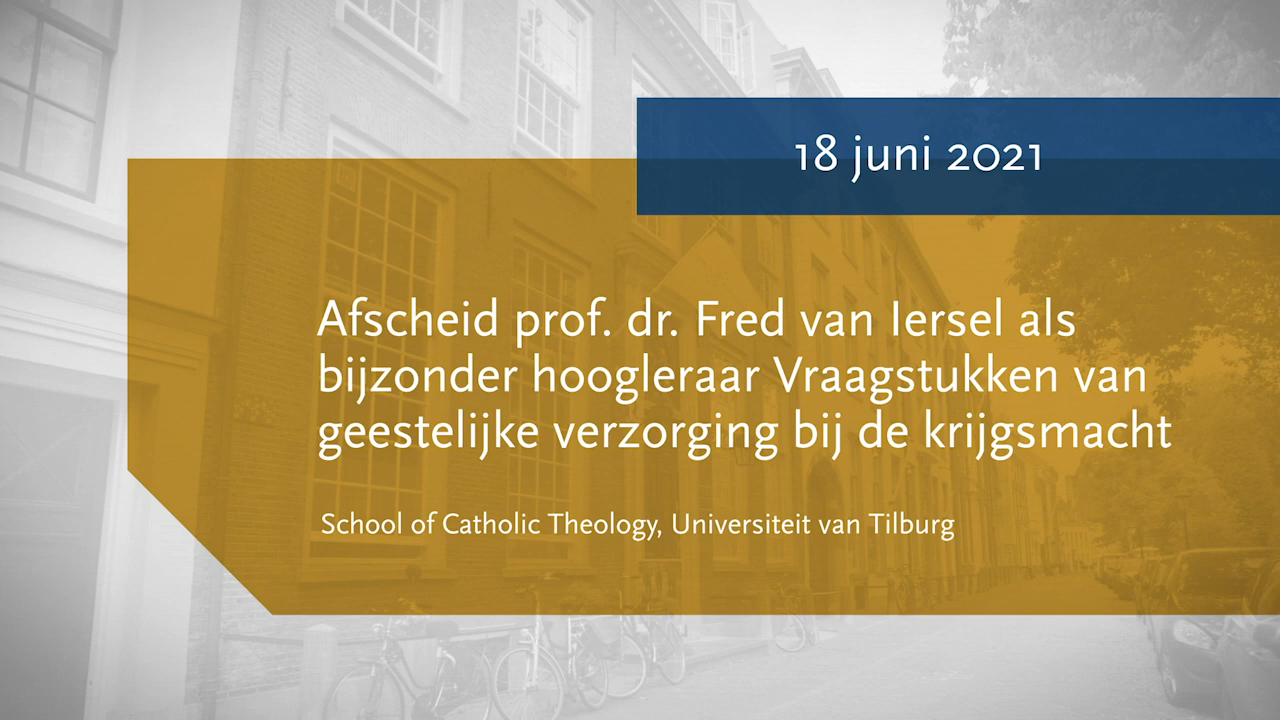 18 juni 2021
Afscheid prof. dr. Fred van Iersel als
bijzonder hoogleraar Vraagstukken van
geestelijke verzorging bij de krijgsmacht
School of Catholic Theology, Universiteit van Tilburg